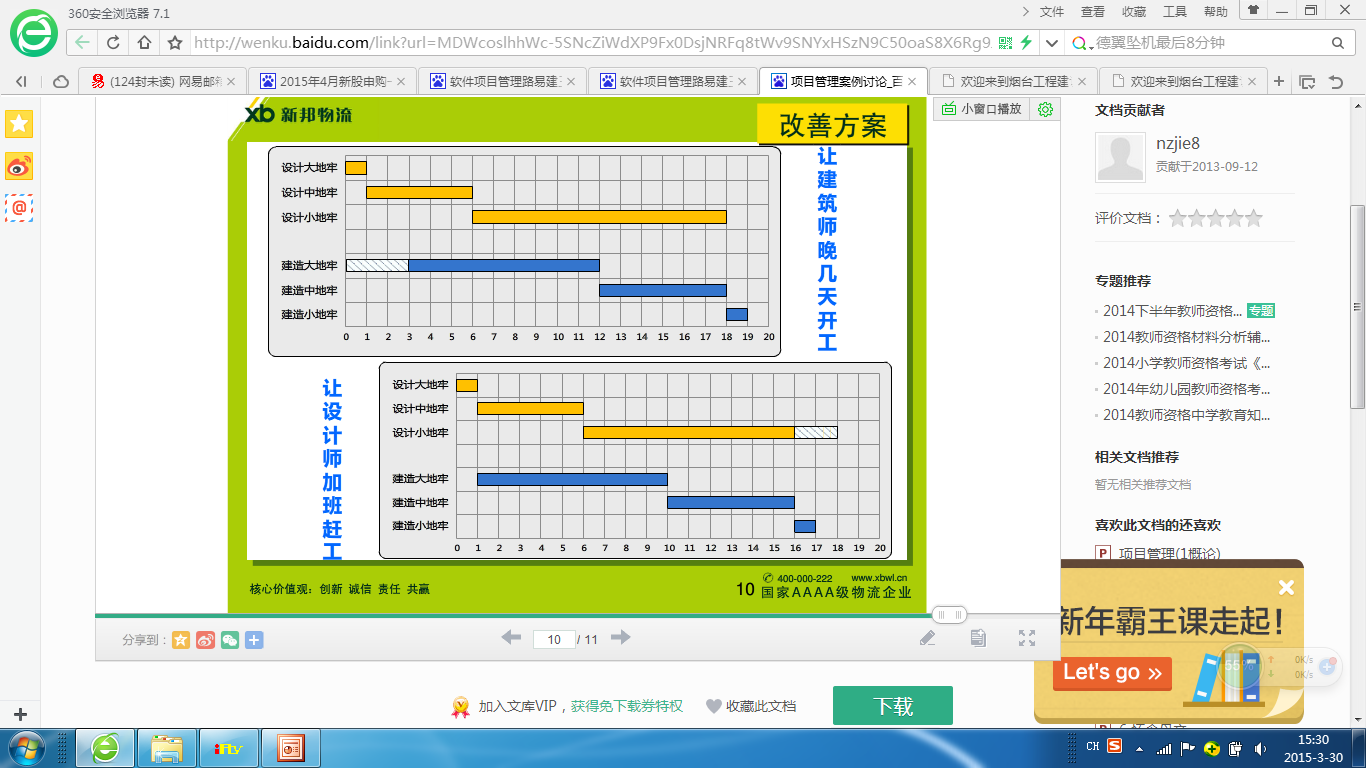 360安全浏览器 7.1
文件 查看 收藏 工具 帮助
http://wenku.baidu.com/link?url=MDWcoslhhWc-5SNcZiWdXP9Fx0DsjNRFq8tWv9SNYxHSzN9C50oaS8X6Rg9
德翼坠机最后8分钟
(124封未读) 网易邮箱
2015年4月新股申购一
软件项目管理路易建
软件项目管理路易建
项目管理案例讨论_百
欢迎来到烟台工程建
欢迎来到烟台工程建
xb 新邦物流
改善方案
小窗口播放
设计大地牢
设计中地牢
设计小地牢
建造大地牢
建造中地牢
建造小地牢
0 1 2 3 4 5 6 7 8 9 10 11 12 13 14 15 16 17 18 19 20
让建筑师晚几天开工
让设计师加班赶工
设计大地牢
设计中地牢
设计小地牢
建造大地牢
建造中地牢
建造小地牢
0 1 2 3 4 5 6 7 8 9 10 11 12 13 14 15 16 17 18 19 20
核心价值观：创新 诚信 责任 共赢
10
400-000-222 www.xbwl.cn
国家AAAA级物流企业
分享到：
10 / 11
加入文库VIP，获得免下载券特权
收藏此文档
下载
文档贡献者
nzjie8
贡献于2013-09-12
评价文档：
专题推荐
2014下半年教师资格... 专题
2014教师资格材料分析辅...
2014小学教师资格考试《...
2014年幼儿园教师资格考...
2014教师资格中学教育知...
相关文档推荐
暂无相关推荐文档
喜欢此文档的还喜欢
P 项目管理(1概论)
新年霸王课走起！
Let's go »
55%
0K/s
0K/s
CH
15:30
2015-3-30